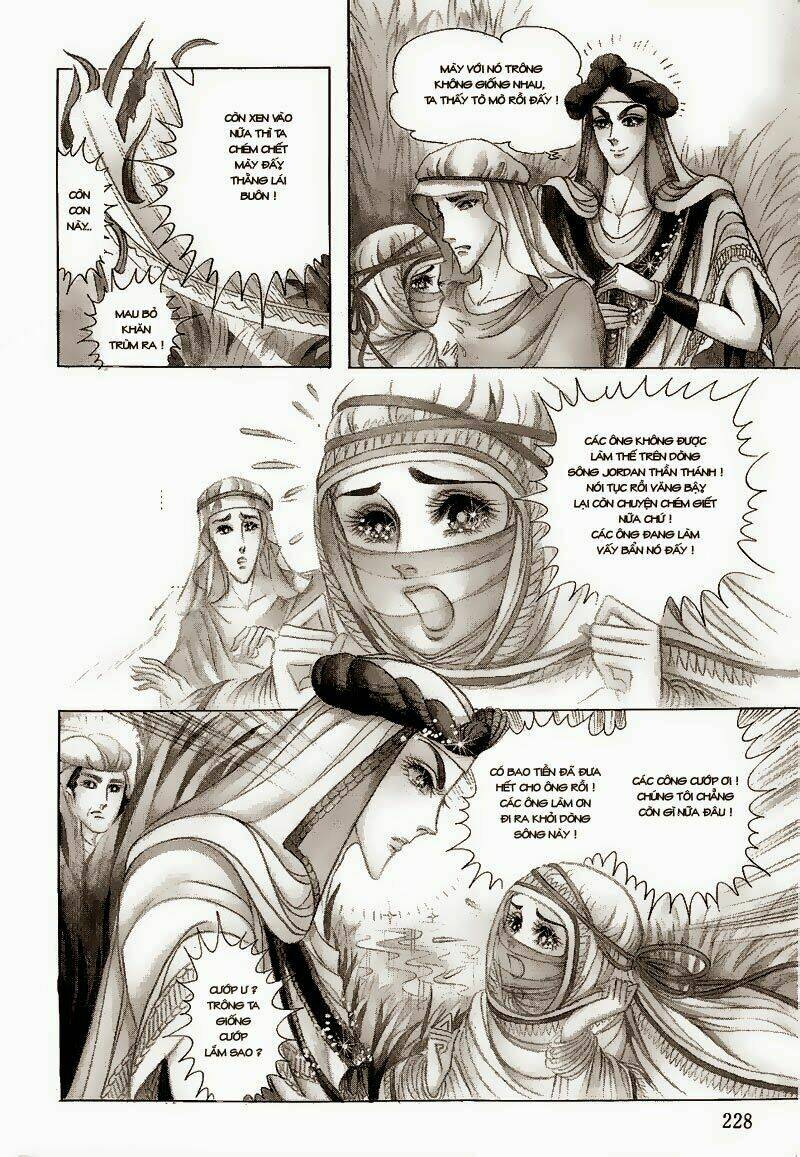 MÀY VỚI NÓ TRÔNG
KHÔNG GIỐNG NHAU,
TA THẤY TÒ MÒ RỒI ĐẤY !
CÒN XEN VÀO
NỮA THÌ TA
CHÉM CHẾT
MÀY ĐẤY,
THẰNG LÁI
BUÔN !
CÒN
CON
NÀY..
MAU BỎ
KHĂN
TRÙM RA !
CÁC ÔNG KHÔNG ĐƯỢC
LÀM THẾ TRÊN DÒNG
SÔNG JORDAN THẦN THÁNH !
NÓI TỤC RỒI VĂNG BẬY
LẠI CÒN CHUYỆN CHÉM GIẾT
NỮA CHỨ !
CÁC ÔNG ĐANG LÀM
VẤY BẨN NÓ ĐẤY !
CÓ BAO TIỀN ĐÃ ĐƯA
HẾT CHO ÔNG RỒI !
CÁC ÔNG LÀM ƠN
ĐI RA KHỎI DÒNG
SÔNG NÀY !
CÁC ÔNG CƯỚP ƠI !
CHÚNG TÔI CHẲNG
CÒN GÌ NỮA ĐÂU !
CƯỚP Ư ?
TRÔNG TA
GIỐNG
CƯỚP
LẮM SAO ?
228